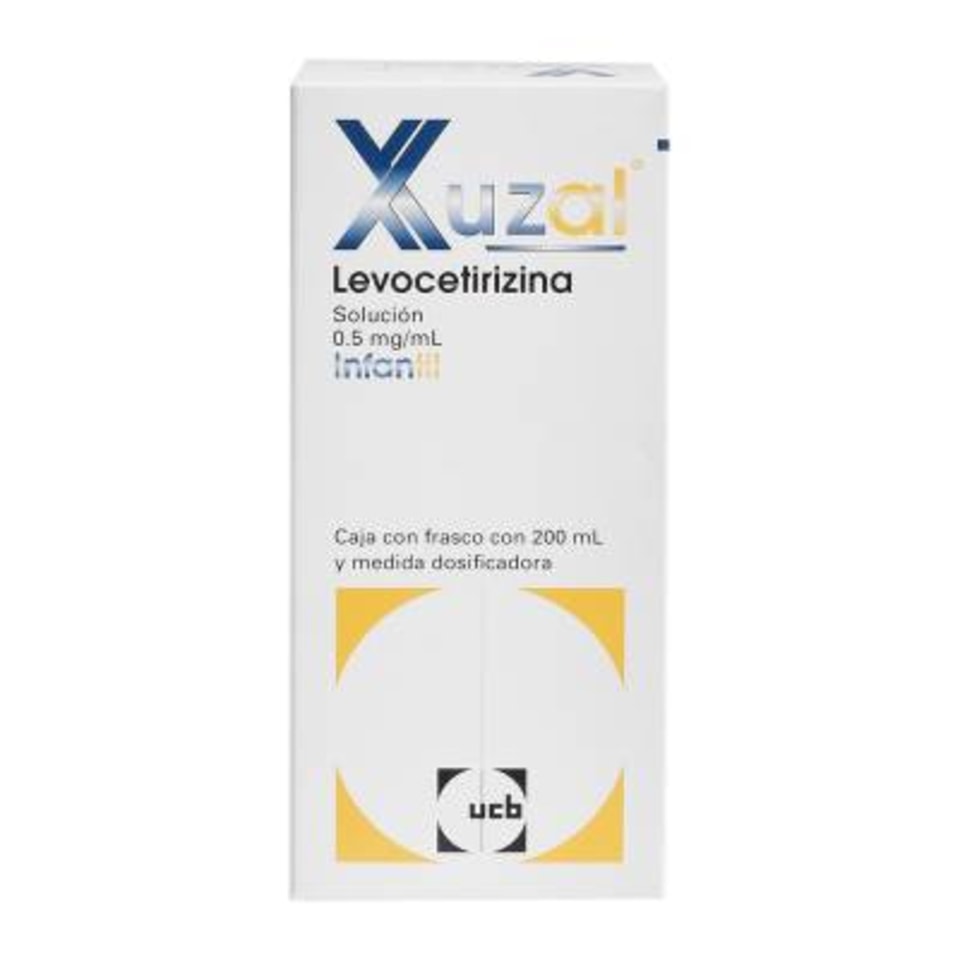 Xuzal®
Levocetirizina
Solución
0.5 mg/mL
Infantil
Caja con frasco con 200 mL
y medida dosificadora
ucb